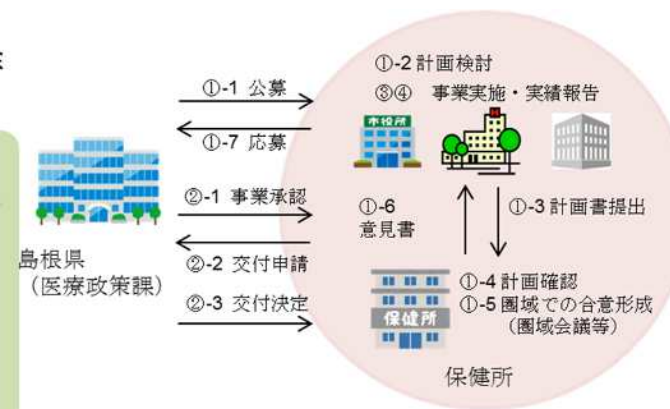 ①-1 公募
①-7 応募
②-1 事業承認
②-2 交付申請
②-3 交付決定
島根県
（医療政策課）
①-2 計画検討
③④ 事業実施・実績報告
市役所
①-6
意見書
①-3 計画書提出
①-4 計画確認
①-5 圏域での合意形成
（圏域会議等）
保健所
保健所